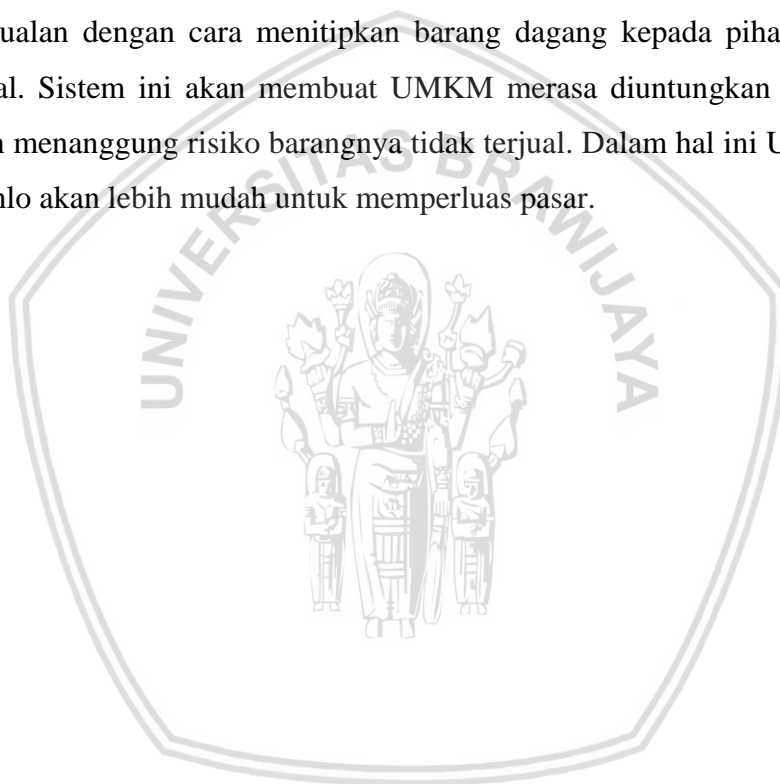 ualan dengan cara menitipkan barang dagang kepada piha
al. Sistem ini akan membuat UMKM merasa diuntungkan
n menanggung risiko barangnya tidak terjual. Dalam hal ini U
nlo akan lebih mudah untuk memperluas pasar.
UNIVERSITAS BRAWIJAYA